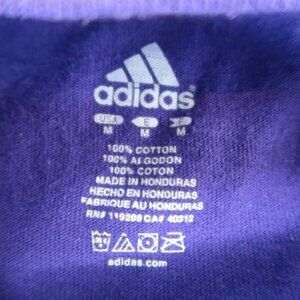 adidas
USA E F
M M M
100% COTTON
100% ALGODON
100% COTON
MADE IN HONDURAS
HECHO EN HONDURAS
FABRIQUE AU HONDURAS
RN# 119208 CA# 40312
adidas.com